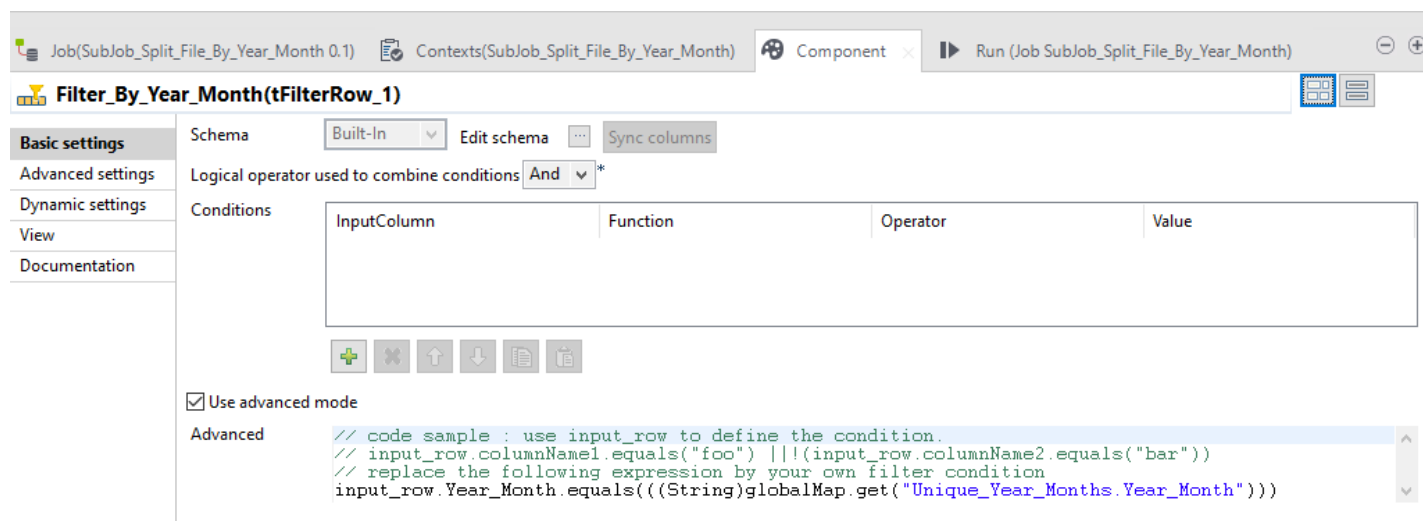 Job(SubJob_Split_File_By_Year_Month 0.1) Contexts(SubJob_Split_File_By_Year_Month) Component Run (Job SubJob_Split_File_By_Year_Month)
Filter_By_Year_Month(tFilterRow_1)
Basic settings
Advanced settings
Dynamic settings
View
Documentation
Schema Built-In Edit schema ... Sync columns
Logical operator used to combine conditions And *
Conditions
InputColumn Function Operator Value
Use advanced mode
Advanced
// code sample : use input_row to define the condition.
// input_row.columnName1.equals("foo") ||!(input_row.columnName2.equals("bar"))
// replace the following expression by your own filter condition
input_row.Year_Month.equals(((String)globalMap.get("Unique_Year_Months.Year_Month")))